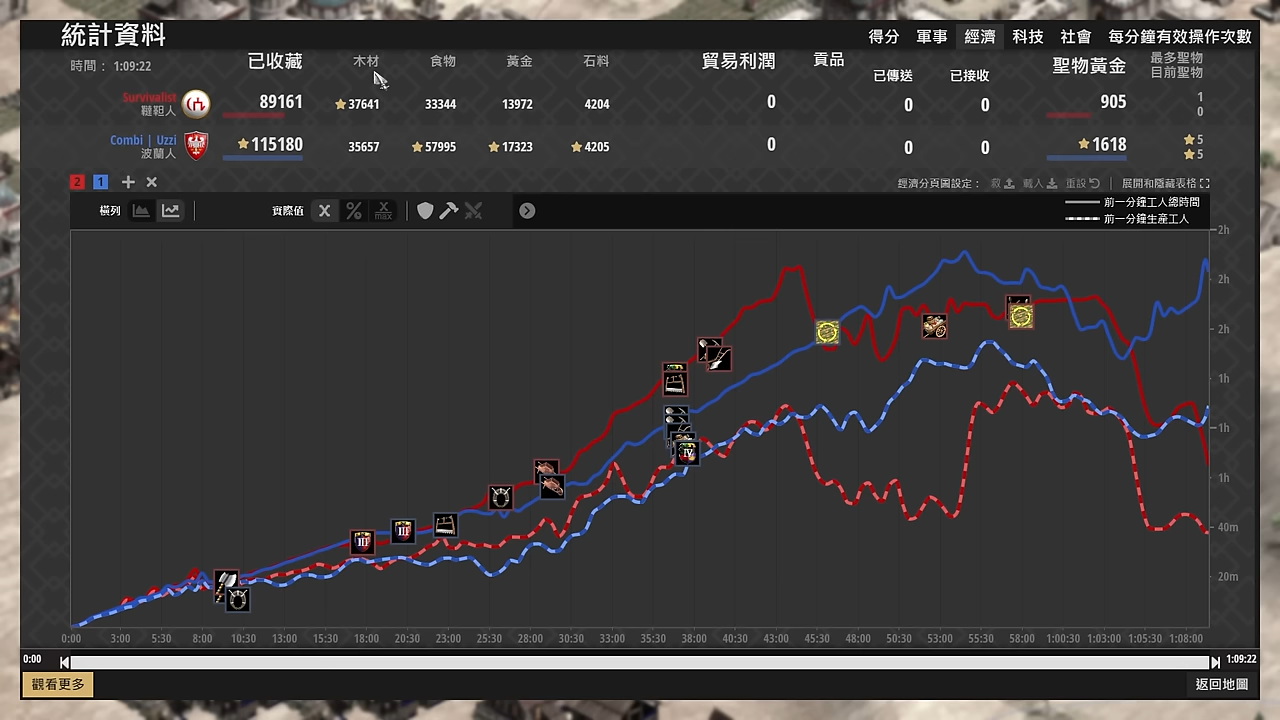 統計資料
得分 軍事 經濟 科技 社會 每分鐘有效操作次數
時間： 1:09:22
已收藏 木材 食物 黃金 石料 貿易利潤 貢品 已傳送 已接收 聖物黃金 最多聖物 目前聖物
Survivalist
韃靼人
89161 37641 33344 13972 4204 0 0 0 905 1 0
Combi | Uzzi
波蘭人
115180 35657 57995 17323 4205 0 0 0 1618 5 5
2 1
經濟分頁圖設定： 載入 重設 | 展開和隱藏表格
橫列 實際值 X % X max
前一分鐘工人總時間
前一分鐘生產工人
2h
2h
2h
1h
1h
1h
40m
20m
III
III
IV
0:00 3:00 5:30 8:00 10:30 13:00 15:30 18:00 20:30 23:00 25:30 28:00 30:30 33:00 35:30 38:00 40:30 43:00 45:30 48:00 50:30 53:00 55:30 58:00 1:00:30 1:03:00 1:05:30 1:08:00
0:00 1:09:22
觀看更多 返回地圖